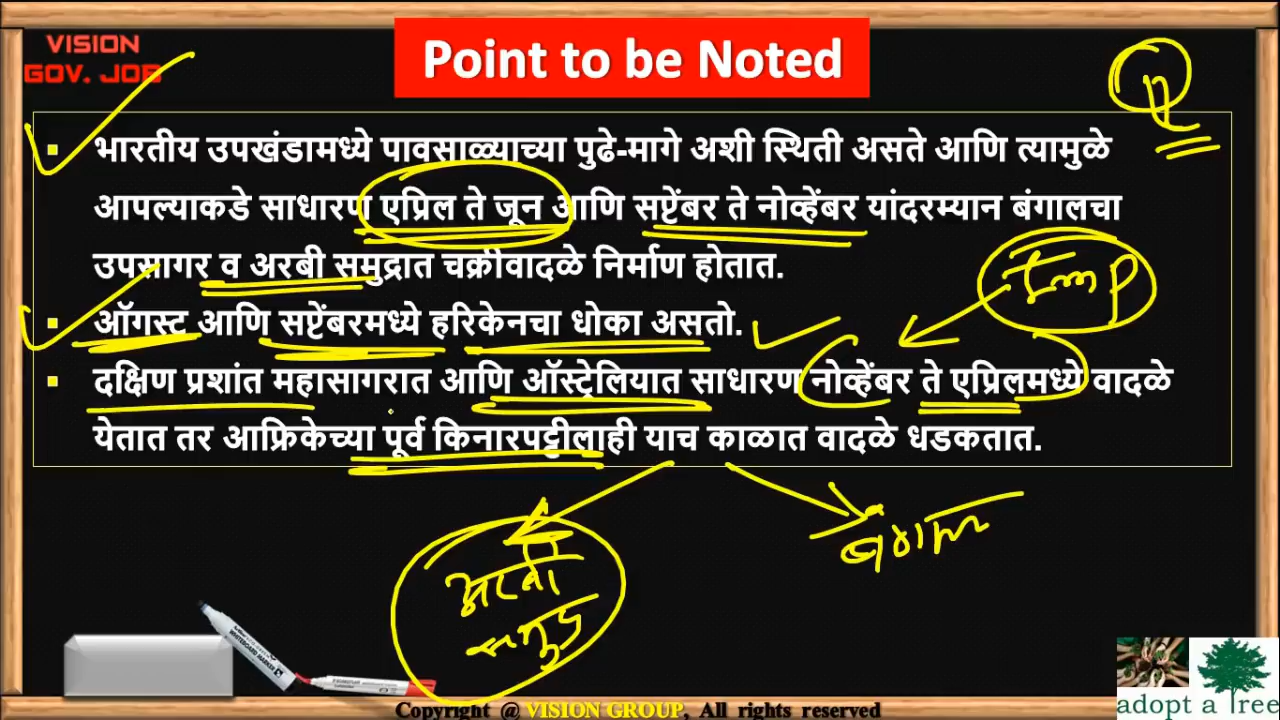 VISION
GOV. JOB
Point to be Noted
Q
भारतीय उपखंडामध्ये पावसाळ्याच्या पुढे-मागे अशी स्थिती असते आणि त्यामुळे
आपल्याकडे साधारण एप्रिल ते जून आणि सप्टेंबर ते नोव्हेंबर यांदरम्यान बंगालचा
उपसागर व अरबी समुद्रात चक्रीवादळे निर्माण होतात.
Imp
ऑगस्ट आणि सप्टेंबरमध्ये हरिकेनचा धोका असतो.
दक्षिण प्रशांत महासागरात आणि ऑस्ट्रेलियात साधारण नोव्हेंबर ते एप्रिलमध्ये वादळे
येतात तर आफ्रिकेच्या पूर्व किनारपट्टीलाही याच काळात वादळे धडकतात.
अरबी
समुद्र
बंगाल
adopt a tree
Copyright @ VISION GROUP, All rights reserved